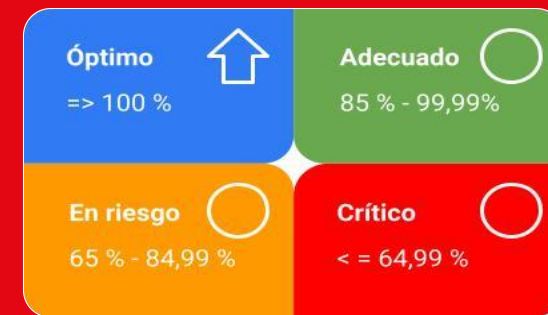 Óptimo
=> 100 %
Adecuado
85 % - 99,99%
En riesgo
65 % - 84,99 %
Crítico
< = 64,99 %